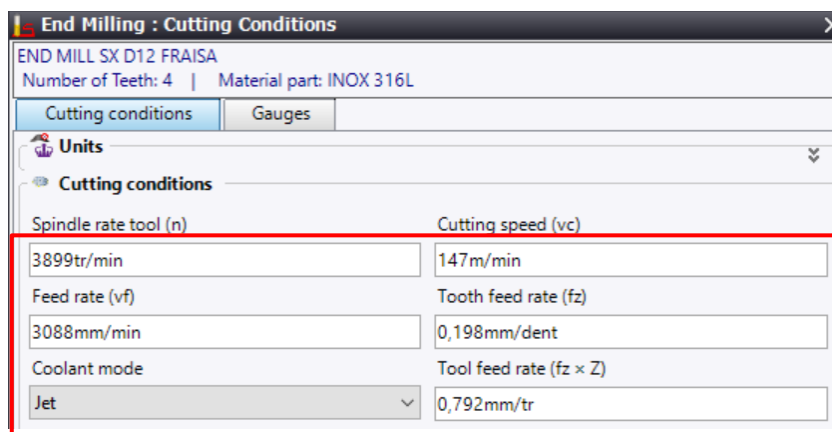 End Milling : Cutting Conditions
END MILL SX D12 FRAISA
Number of Teeth: 4 | Material part: INOX 316L
Cutting conditions Gauges
Units
Cutting conditions
Spindle rate tool (n) Cutting speed (vc)
3899tr/min 147m/min
Feed rate (vf) Tooth feed rate (fz)
3088mm/min 0,198mm/dent
Coolant mode Tool feed rate (fz × Z)
Jet 0,792mm/tr